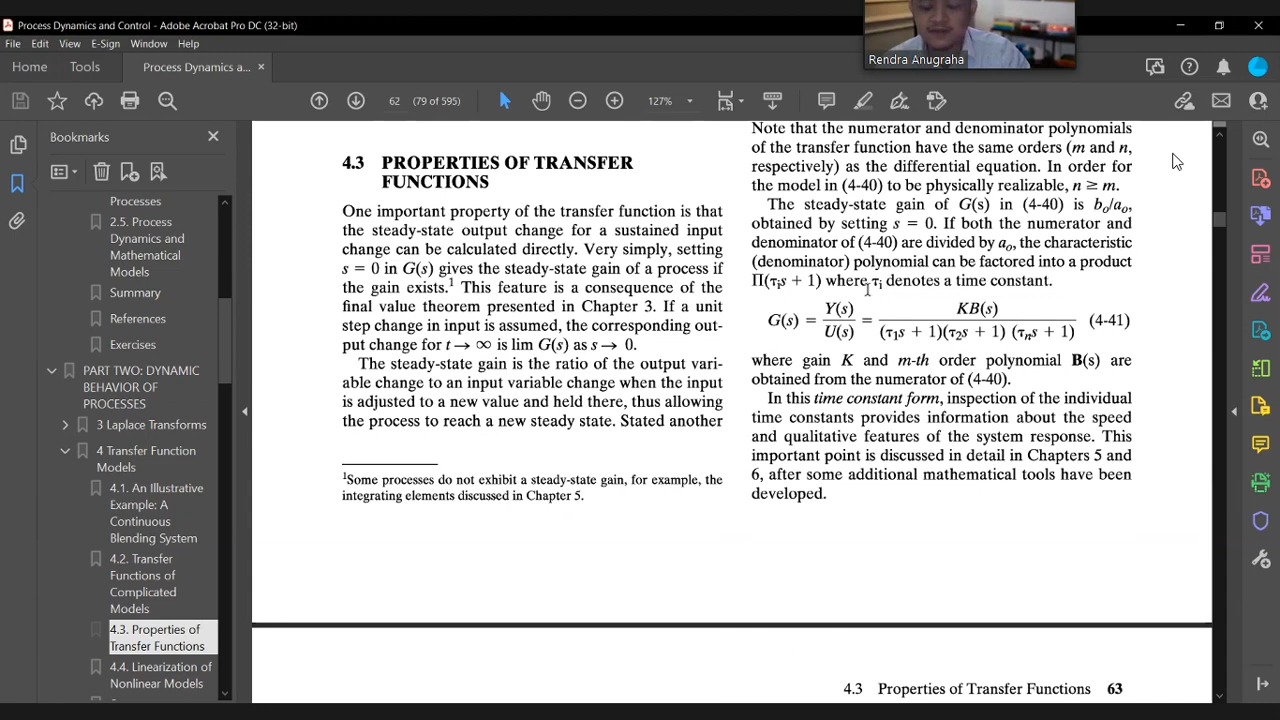 Process Dynamics and Control - Adobe Acrobat Pro DC (32-bit)
File Edit View E-Sign Window Help
Home Tools Process Dynamics a... ×
62 (79 of 595) 127%
Rendra Anugraha
Bookmarks
Processes
2.5. Process
Dynamics and
Mathematical
Models
Summary
References
Exercises
PART TWO: DYNAMIC
BEHAVIOR OF
PROCESSES
3 Laplace Transforms
4 Transfer Function
Models
4.1. An Illustrative
Example: A
Continuous
Blending System
4.2. Transfer
Functions of
Complicated
Models
4.3. Properties of
Transfer Functions
4.4. Linearization of
Nonlinear Models
4.3 PROPERTIES OF TRANSFER
FUNCTIONS
One important property of the transfer function is that
the steady-state output change for a sustained input
change can be calculated directly. Very simply, setting
s = 0 in G(s) gives the steady-state gain of a process if
the gain exists.¹ This feature is a consequence of the
final value theorem presented in Chapter 3. If a unit
step change in input is assumed, the corresponding out-
put change for t → ∞ is lim G(s) as s → 0.
The steady-state gain is the ratio of the output vari-
able change to an input variable change when the input
is adjusted to a new value and held there, thus allowing
the process to reach a new steady state. Stated another
¹Some processes do not exhibit a steady-state gain, for example, the
integrating elements discussed in Chapter 5.
Note that the numerator and denominator polynomials
of the transfer function have the same orders (m and n,
respectively) as the differential equation. In order for
the model in (4-40) to be physically realizable, n ≥ m.
The steady-state gain of G(s) in (4-40) is b₀/a₀,
obtained by setting s = 0. If both the numerator and
denominator of (4-40) are divided by a₀, the characteristic
(denominator) polynomial can be factored into a product
Π(τᵢs + 1) where τᵢ denotes a time constant.
G(s) = Y(s)/U(s) = KB(s)/(τ₁s + 1)(τ₂s + 1) (τₙs + 1) (4-41)
where gain K and m-th order polynomial B(s) are
obtained from the numerator of (4-40).
In this time constant form, inspection of the individual
time constants provides information about the speed
and qualitative features of the system response. This
important point is discussed in detail in Chapters 5 and
6, after some additional mathematical tools have been
developed.
4.3 Properties of Transfer Functions 63